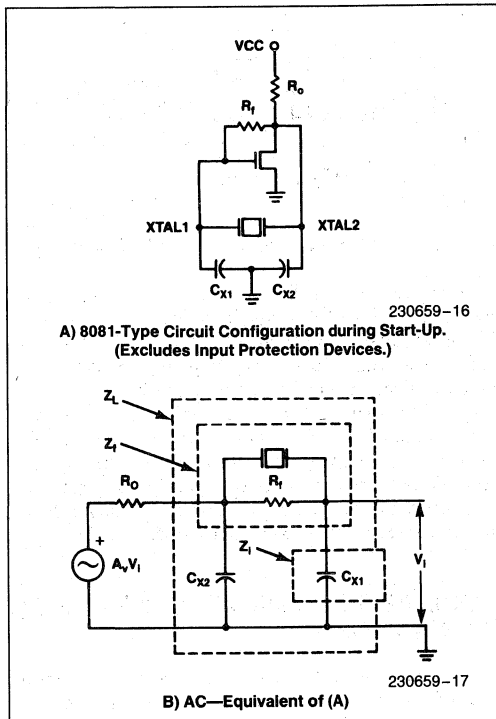 VCC
Ro
Rf
XTAL1 XTAL2
CX1 CX2
230659–16
A) 8081-Type Circuit Configuration during Start-Up.
(Excludes Input Protection Devices.)
ZL
Zf
RO
Rf
Zi
+
AvVi
CX2
CX1
Vi
230659–17
B) AC—Equivalent of (A)